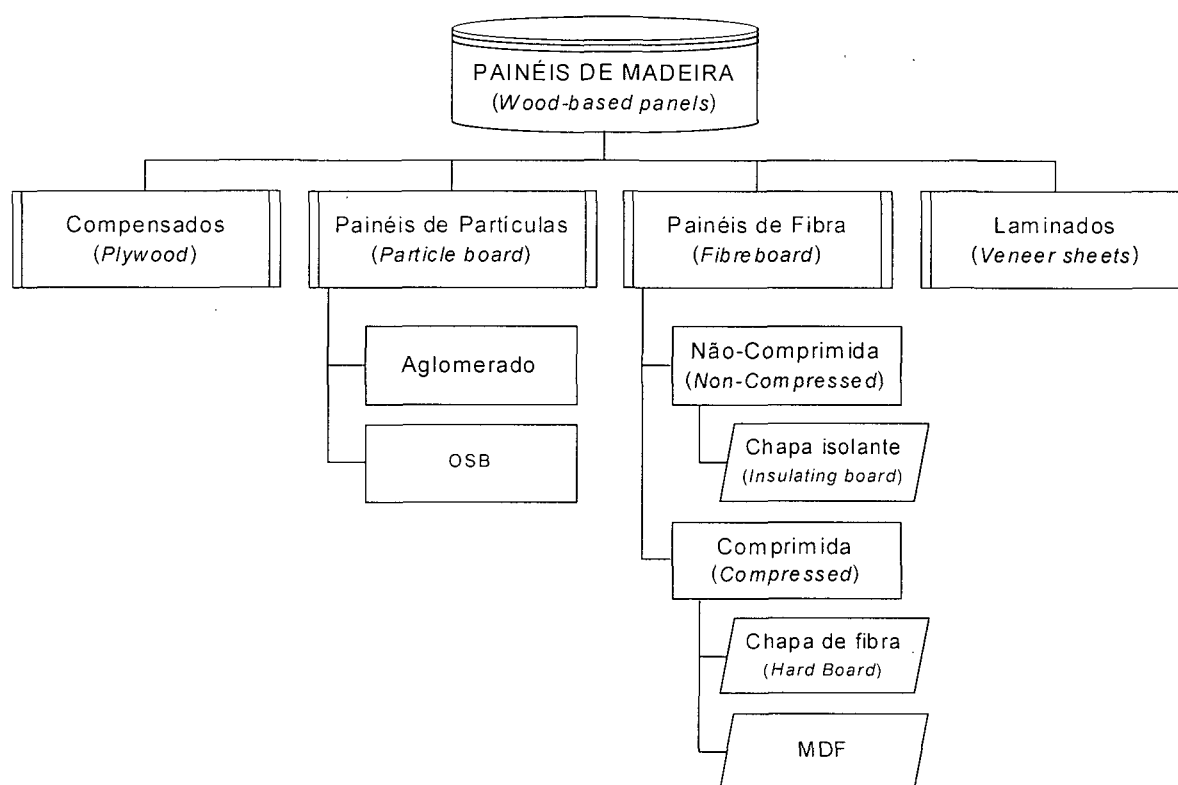 PAINÉIS DE MADEIRA
(Wood-based panels)
Compensados
(Plywood)
Painéis de Partículas
(Particle board)
Painéis de Fibra
(Fibreboard)
Laminados
(Veneer sheets)
Aglomerado
OSB
Não-Comprimida
(Non-Compressed)
Chapa isolante
(Insulating board)
Comprimida
(Compressed)
Chapa de fibra
(Hard Board)
MDF